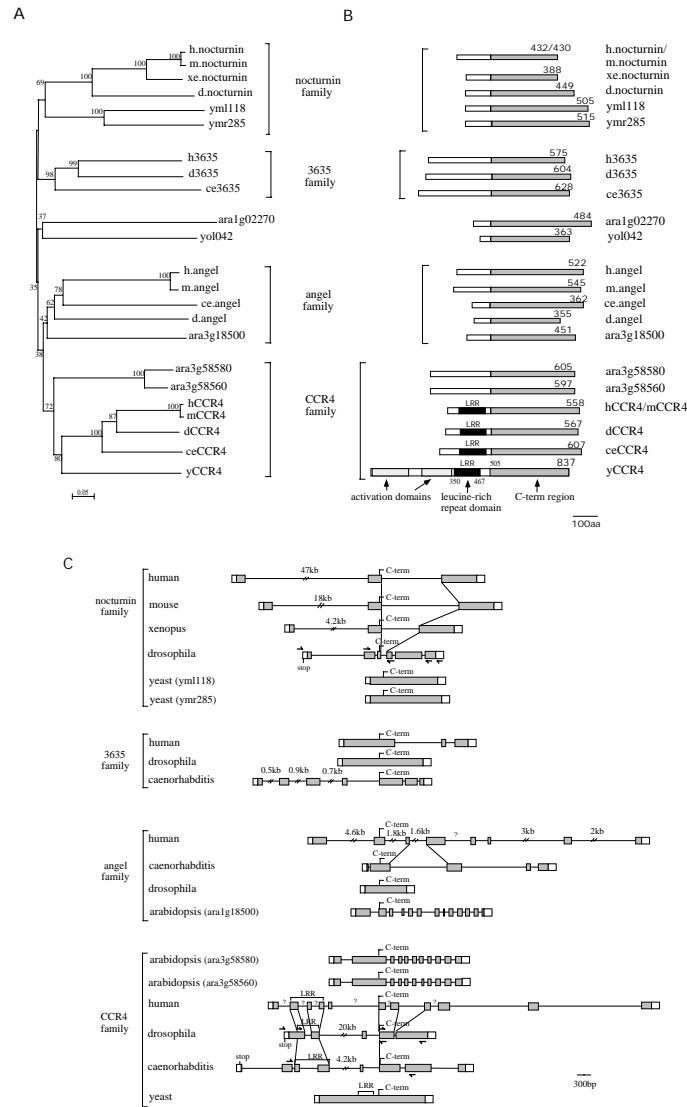 A
h.nocturnin
m.nocturnin
xe.nocturnin
d.nocturnin
yml118
ymr285
100
100
100
69
100
nocturnin
family
h3635
d3635
ce3635
99
98
3635
family
ara1g02270
yol042
37
35
h.angel
m.angel
ce.angel
d.angel
ara3g18500
100
78
62
42
38
angel
family
ara3g58580
ara3g58560
hCCR4
mCCR4
dCCR4
ceCCR4
yCCR4
100
100
87
100
72
80
CCR4
family
0.05
B
432/430 h.nocturnin/
m.nocturnin
388 xe.nocturnin
449 d.nocturnin
505 yml118
515 ymr285
575 h3635
604 d3635
628 ce3635
484 ara1g02270
363 yol042
522 h.angel
545 m.angel
362 ce.angel
355 d.angel
451 ara3g18500
605 ara3g58580
597 ara3g58560
LRR 558 hCCR4/mCCR4
LRR 567 dCCR4
LRR 607 ceCCR4
LRR 505 837 yCCR4
350 467
activation domains
leucine-rich
repeat domain
C-term region
100aa
C
nocturnin
family
human 47kb C-term
mouse 18kb C-term
xenopus 4.2kb C-term
drosophila C-term
stop
yeast (yml118) C-term
yeast (ymr285) C-term
3635
family
human C-term
drosophila C-term
caenorhabditis 0.5kb 0.9kb 0.7kb C-term
angel
family
human 4.6kb C-term 1.8kb 1.6kb ? 3kb 2kb
caenorhabditis C-term
drosophila C-term
arabidopsis (ara1g18500) C-term
CCR4
family
arabidopsis (ara3g58580) C-term
arabidopsis (ara3g58560) C-term
human LRR ? ? ? ? C-term ?
drosophila LRR 20kb C-term
stop
caenorhabditis stop LRR 4.2kb C-term
yeast LRR C-term
300bp